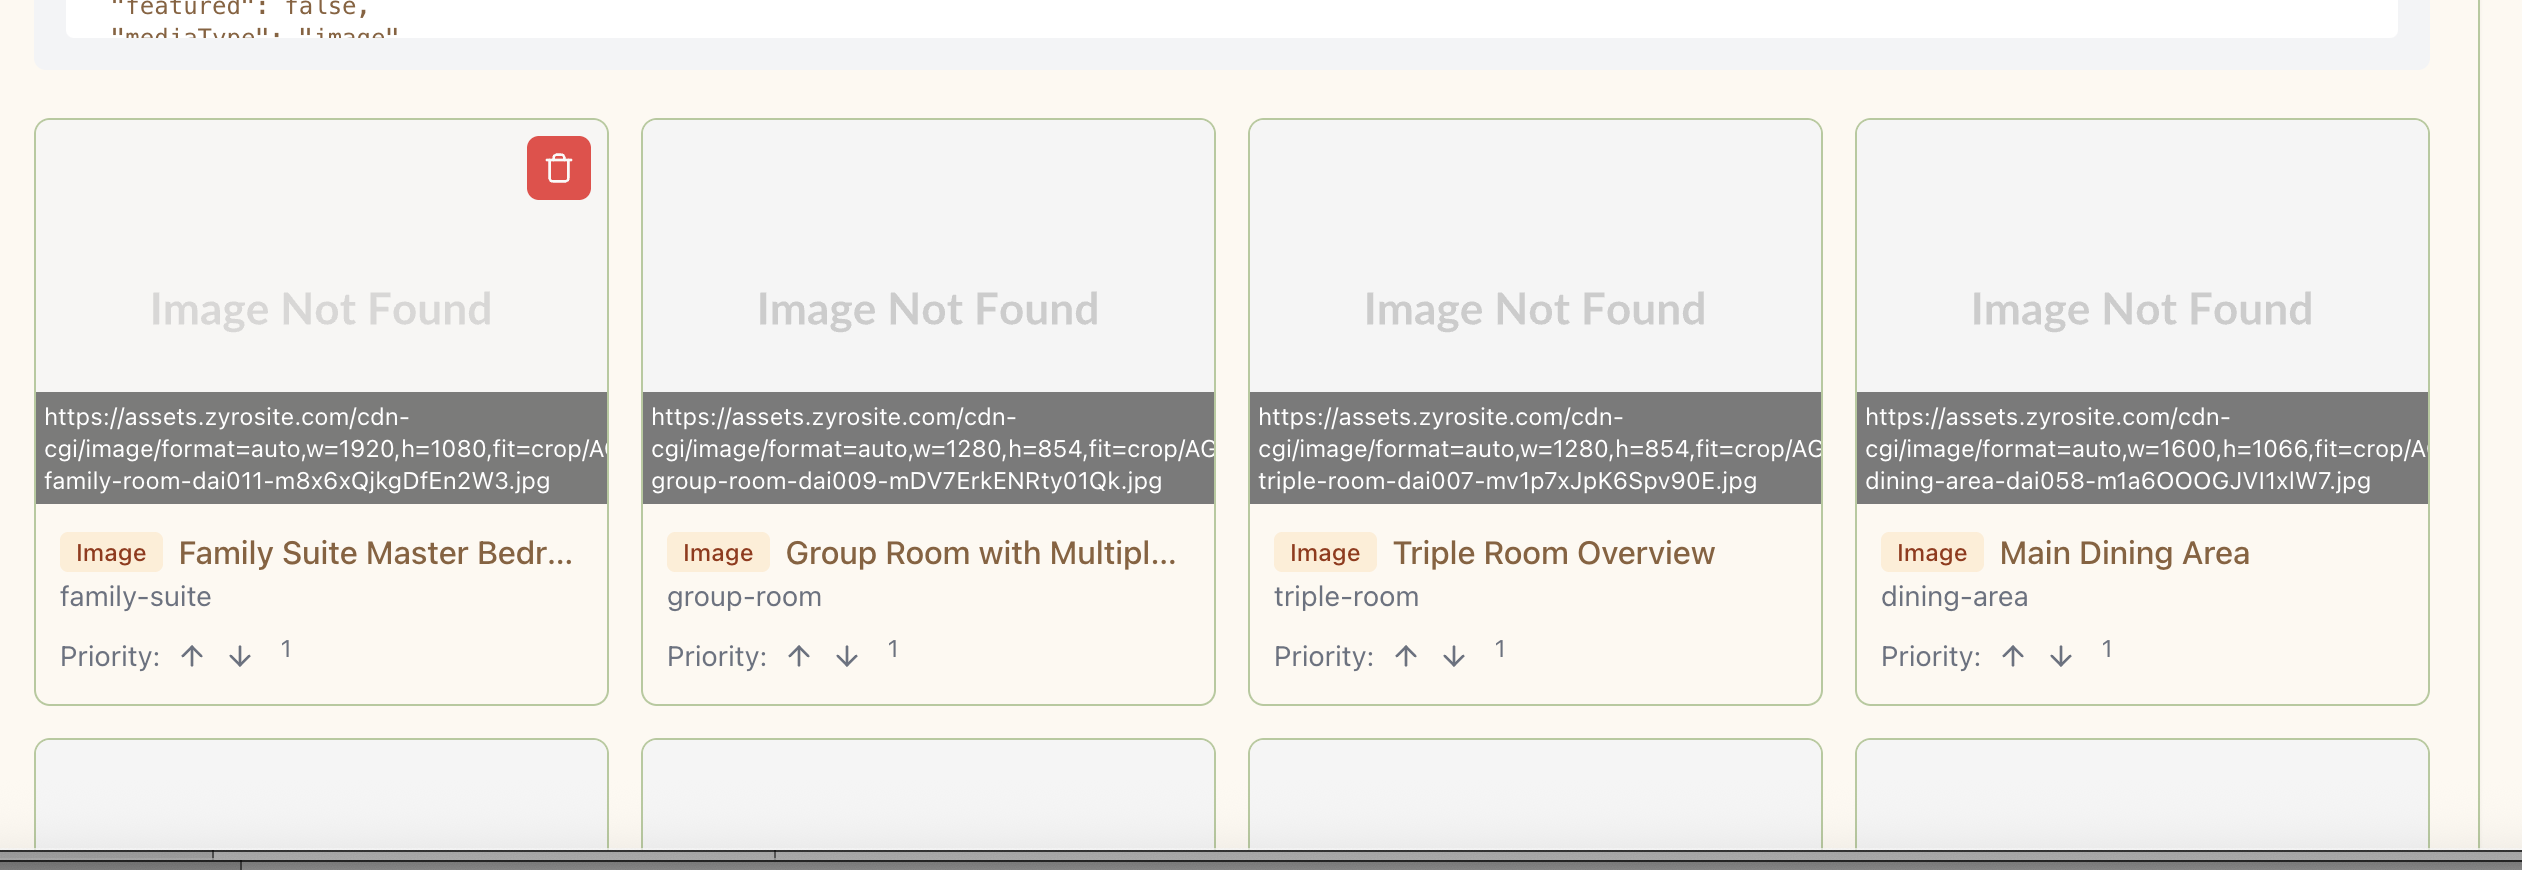 "featured": false,
"mediaType": "image"
Image Not Found
https://assets.zyrosite.com/cdn-
cgi/image/format=auto,w=1920,h=1080,fit=crop/A
family-room-dai011-m8x6xQjkgDfEn2W3.jpg
Image Family Suite Master Bedr...
family-suite
Priority: ↑ ↓ 1
Image Not Found
https://assets.zyrosite.com/cdn-
cgi/image/format=auto,w=1280,h=854,fit=crop/AG
group-room-dai009-mDV7ErkENRty01Qk.jpg
Image Group Room with Multipl...
group-room
Priority: ↑ ↓ 1
Image Not Found
https://assets.zyrosite.com/cdn-
cgi/image/format=auto,w=1280,h=854,fit=crop/AG
triple-room-dai007-mv1p7xJpK6Spv90E.jpg
Image Triple Room Overview
triple-room
Priority: ↑ ↓ 1
Image Not Found
https://assets.zyrosite.com/cdn-
cgi/image/format=auto,w=1600,h=1066,fit=crop/A
dining-area-dai058-m1a6OOOGJVI1xlW7.jpg
Image Main Dining Area
dining-area
Priority: ↑ ↓ 1